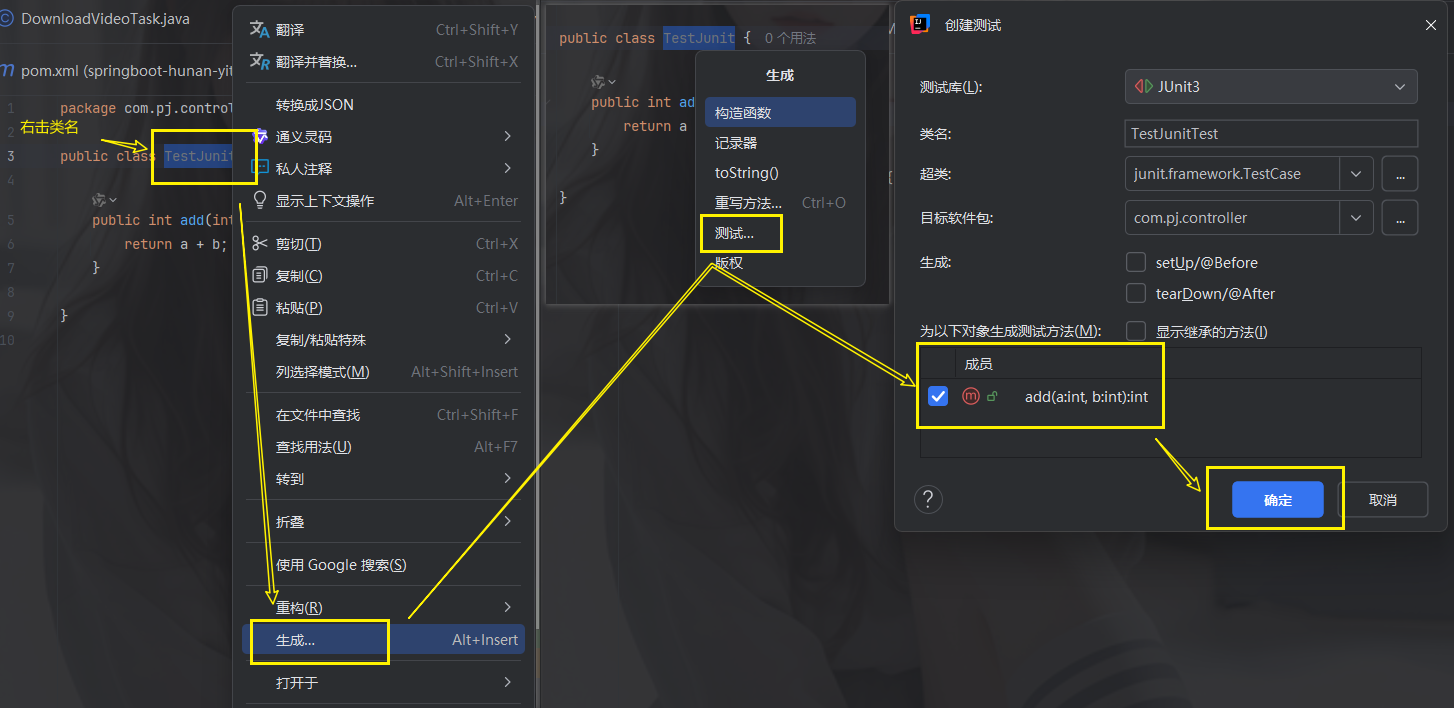 DownloadVideoTask.java
pom.xml (springboot-hunan-yit
1 package com.pj.control
2
右击类名
3 public class TestJunit
4
5 public int add(int
6 return a + b;
7 }
8
9 }
10
翻译 Ctrl+Shift+Y
翻译并替换... Ctrl+Shift+X
转换成JSON
通义灵码
私人注释
显示上下文操作 Alt+Enter
剪切(T) Ctrl+X
复制(C) Ctrl+C
粘贴(P) Ctrl+V
复制/粘贴特殊
列选择模式(M) Alt+Shift+Insert
在文件中查找 Ctrl+Shift+F
查找用法(U) Alt+F7
转到
折叠
使用 Google 搜索(S)
重构(R)
生成... Alt+Insert
打开于
public class TestJunit { 0 个用法
public int ad
return a
}
}
生成
构造函数
记录器
toString()
重写方法... Ctrl+O
测试...
版权
创建测试
测试库(L): JUnit3
类名: TestJunitTest
超类: junit.framework.TestCase ...
目标软件包: com.pj.controller ...
生成: setUp/@Before
tearDown/@After
为以下对象生成测试方法(M): 显示继承的方法(I)
成员
m add(a:int, b:int):int
? 确定 取消